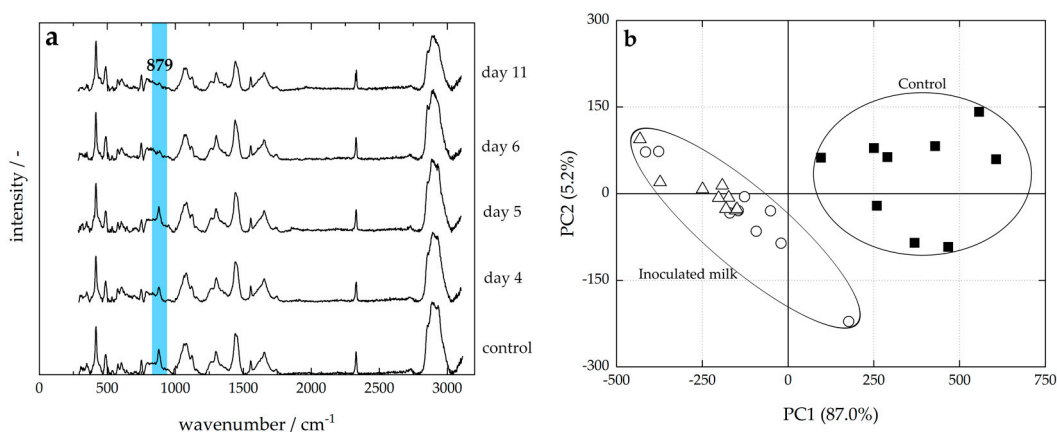 a
879
day 11
day 6
day 5
day 4
control
intensity / -
0 500 1000 1500 2000 2500 3000
wavenumber / cm⁻¹
b
300
150
0
-150
-300
Control
Inoculated milk
PC2 (5.2%)
-500 -250 0 250 500 750
PC1 (87.0%)